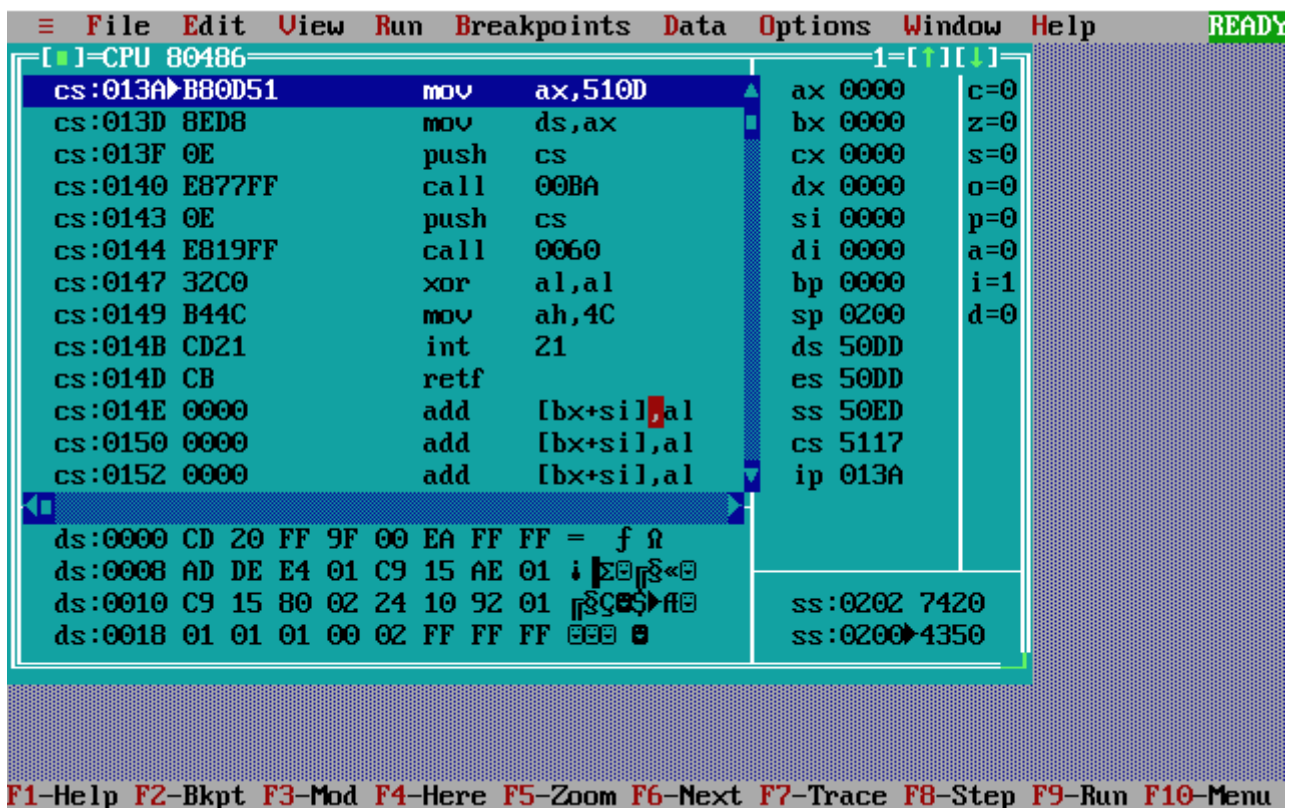 ≡ File Edit View Run Breakpoints Data Options Window Help READY
[■]=CPU 80486 1=[↑][↓]
cs:013A►B80D51 mov ax,510D ax 0000 c=0
cs:013D 8ED8 mov ds,ax bx 0000 z=0
cs:013F 0E push cs cx 0000 s=0
cs:0140 E877FF call 00BA dx 0000 o=0
cs:0143 0E push cs si 0000 p=0
cs:0144 E819FF call 0060 di 0000 a=0
cs:0147 32C0 xor al,al bp 0000 i=1
cs:0149 B44C mov ah,4C sp 0200 d=0
cs:014B CD21 int 21 ds 50DD
cs:014D CB retf es 50DD
cs:014E 0000 add [bx+si],al ss 50ED
cs:0150 0000 add [bx+si],al cs 5117
cs:0152 0000 add [bx+si],al ip 013A
ds:0000 CD 20 FF 9F 00 EA FF FF = ƒ Ω
ds:0008 AD DE E4 01 C9 15 AE 01 ¡▐Σ☺╔§«☺
ds:0010 C9 15 80 02 24 10 92 01 ╔§Ç☻$►Æ☺ ss:0202 7420
ds:0018 01 01 01 00 02 FF FF FF ☺☺☺ ☻ ss:0200►4350
F1-Help F2-Bkpt F3-Mod F4-Here F5-Zoom F6-Next F7-Trace F8-Step F9-Run F10-Menu